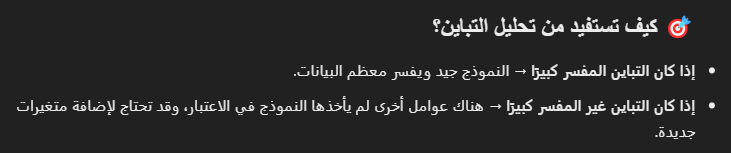 🎯 كيف تستفيد من تحليل التباين؟
• إذا كان التباين المفسر كبيرًا → النموذج جيد ويفسر معظم البيانات.
• إذا كان التباين غير المفسر كبيرًا → هناك عوامل أخرى لم يأخذها النموذج في الاعتبار، وقد تحتاج لإضافة متغيرات
جديدة.